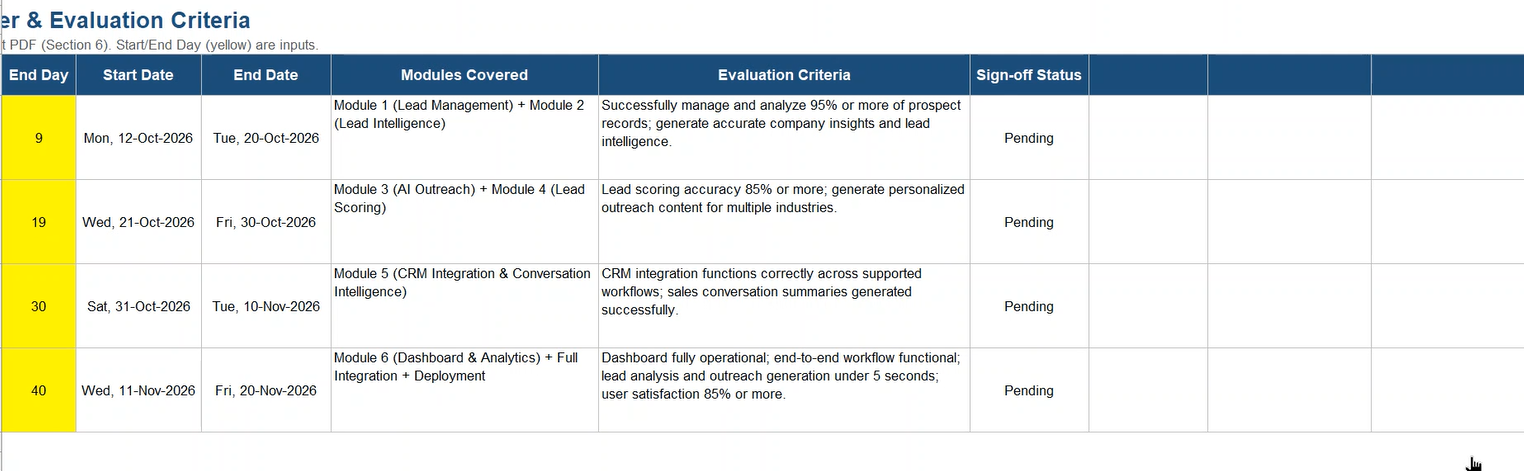 er & Evaluation Criteria
t PDF (Section 6). Start/End Day (yellow) are inputs.
End Day Start Date End Date Modules Covered Evaluation Criteria Sign-off Status
9 Mon, 12-Oct-2026 Tue, 20-Oct-2026
Module 1 (Lead Management) + Module 2
(Lead Intelligence)
Successfully manage and analyze 95% or more of prospect
records; generate accurate company insights and lead
intelligence.
Pending
19 Wed, 21-Oct-2026 Fri, 30-Oct-2026
Module 3 (AI Outreach) + Module 4 (Lead
Scoring)
Lead scoring accuracy 85% or more; generate personalized
outreach content for multiple industries.
Pending
30 Sat, 31-Oct-2026 Tue, 10-Nov-2026
Module 5 (CRM Integration & Conversation
Intelligence)
CRM integration functions correctly across supported
workflows; sales conversation summaries generated
successfully.
Pending
40 Wed, 11-Nov-2026 Fri, 20-Nov-2026
Module 6 (Dashboard & Analytics) + Full
Integration + Deployment
Dashboard fully operational; end-to-end workflow functional;
lead analysis and outreach generation under 5 seconds;
user satisfaction 85% or more.
Pending